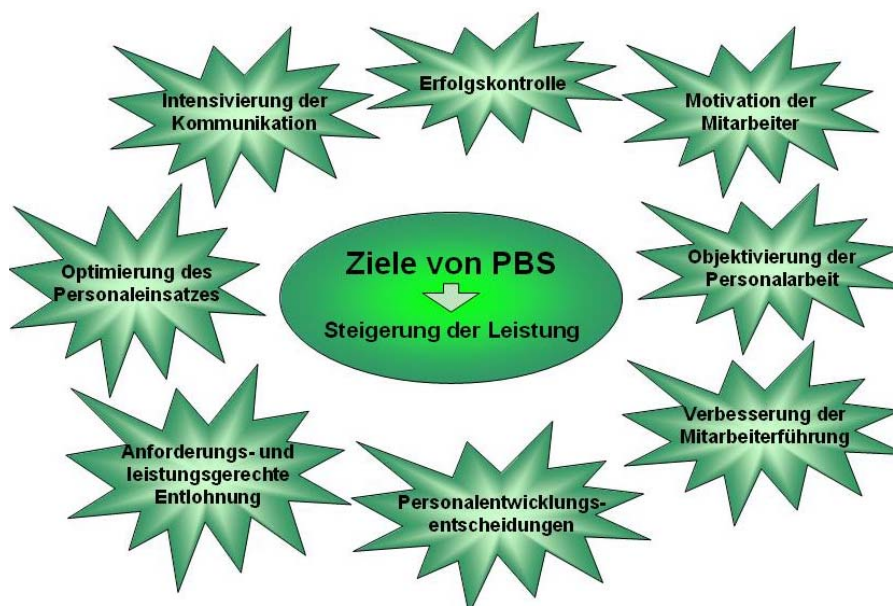 Erfolgskontrolle
Intensivierung der
Kommunikation
Motivation der
Mitarbeiter
Optimierung des
Personaleinsatzes
Ziele von PBS
Steigerung der Leistung
Objektivierung der
Personalarbeit
Anforderungs- und
leistungsgerechte
Entlohnung
Personalentwicklungs-
entscheidungen
Verbesserung der
Mitarbeiterführung